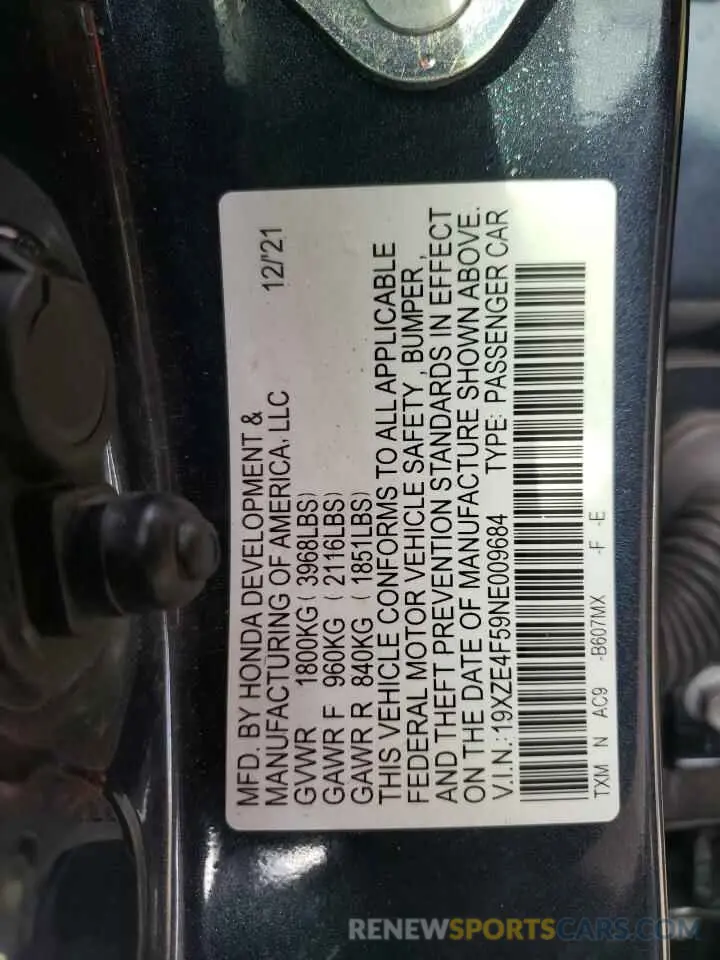 MFD. BY HONDA DEVELOPMENT &
MANUFACTURING OF AMERICA, LLC 12/'21
GVWR 1800KG ( 3968LBS)
GAWR F 960KG ( 2116LBS)
GAWR R 840KG ( 1851LBS)
THIS VEHICLE CONFORMS TO ALL APPLICABLE
FEDERAL MOTOR VEHICLE SAFETY , BUMPER ,
AND THEFT PREVENTION STANDARDS IN EFFECT
ON THE DATE OF MANUFACTURE SHOWN ABOVE.
V.I.N.: 19XZE4F59NE009684 TYPE: PASSENGER CAR
TXM N AC9 -B607MX -F -E
RENEWSPORTSCARS.COM